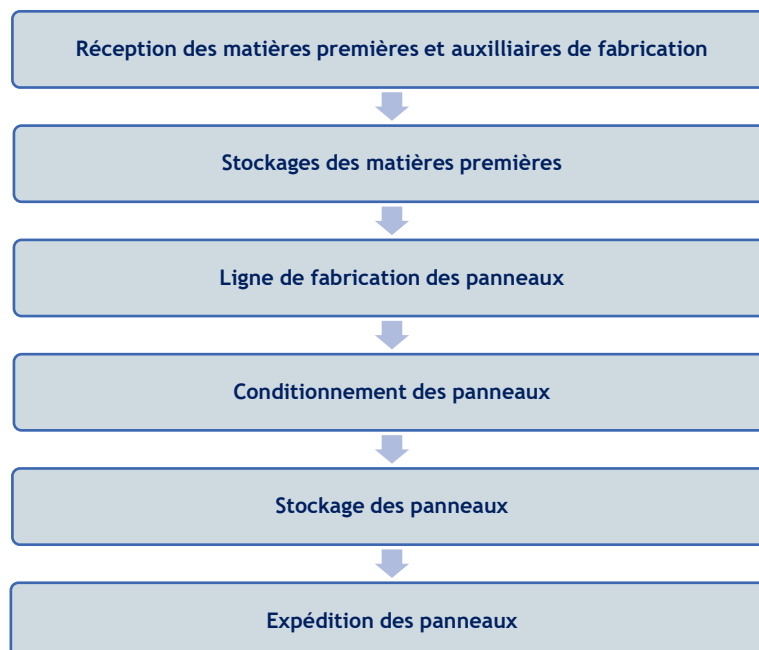 Réception des matières premières et auxilliaires de fabrication
Stockages des matières premières
Ligne de fabrication des panneaux
Conditionnement des panneaux
Stockage des panneaux
Expédition des panneaux